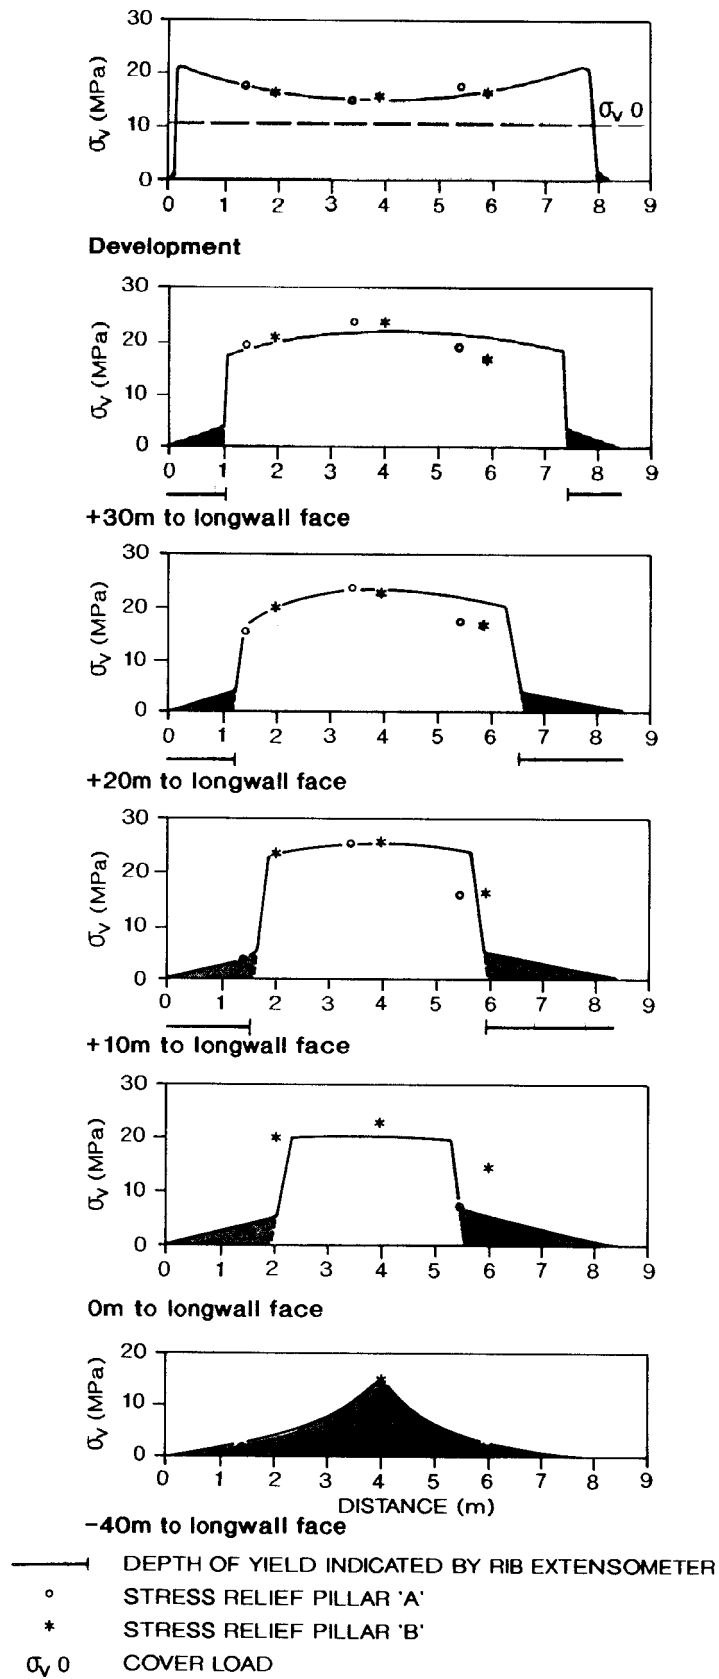 30
20
10
0
σv (MPa)
σv 0
0 1 2 3 4 5 6 7 8 9
Development
30
20
10
0
σv (MPa)
0 1 2 3 4 5 6 7 8 9
+30m to longwall face
30
20
10
0
σv (MPa)
0 1 2 3 4 5 6 7 8 9
+20m to longwall face
30
20
10
0
σv (MPa)
0 1 2 3 4 5 6 7 8 9
+10m to longwall face
30
20
10
0
σv (MPa)
0 1 2 3 4 5 6 7 8 9
0m to longwall face
20
10
0
σv (MPa)
0 1 2 3 4 5 6 7 8 9
DISTANCE (m)
-40m to longwall face
DEPTH OF YIELD INDICATED BY RIB EXTENSOMETER
° STRESS RELIEF PILLAR 'A'
* STRESS RELIEF PILLAR 'B'
σv 0 COVER LOAD